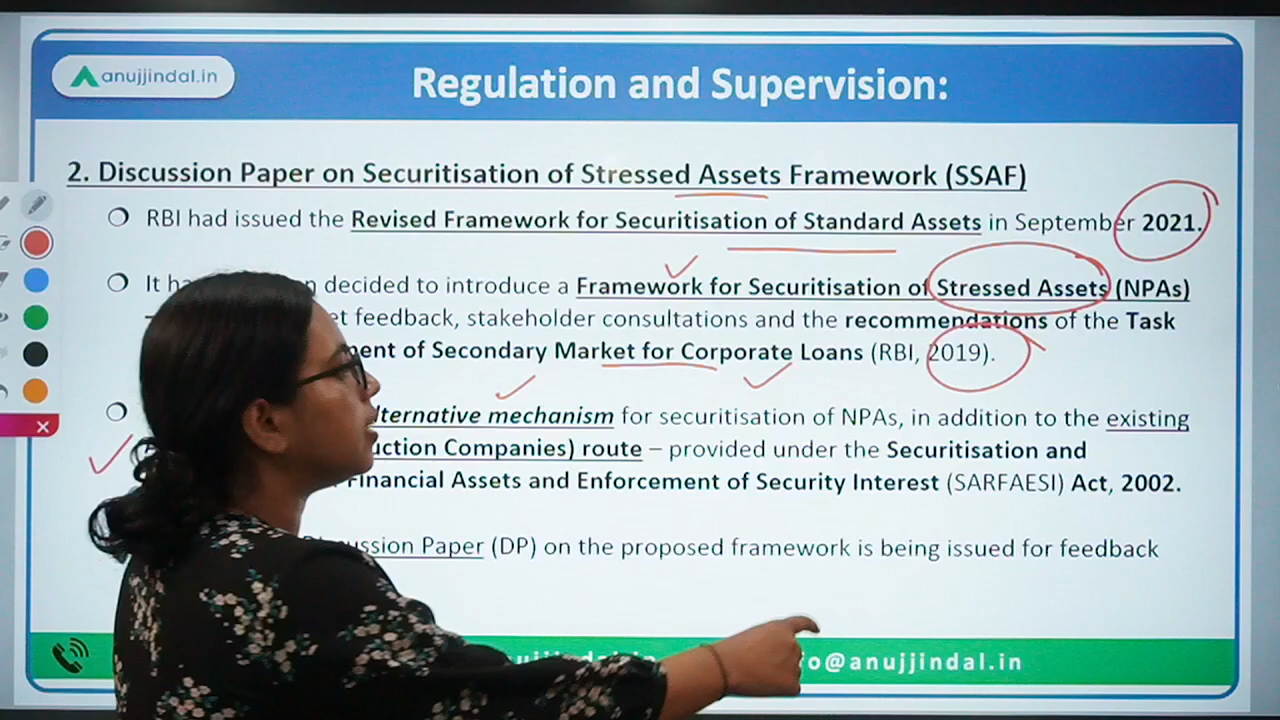 anujjindal.in
Regulation and Supervision:
2. Discussion Paper on Securitisation of Stressed Assets Framework (SSAF)
RBI had issued the Revised Framework for Securitisation of Standard Assets in September 2021.
It decided to introduce a Framework for Securitisation of Stressed Assets (NPAs)
feedback, stakeholder consultations and the recommendations of the Task
of Secondary Market for Corporate Loans (RBI, 2019).
alternative mechanism for securitisation of NPAs, in addition to the existing
Companies) route – provided under the Securitisation and
Financial Assets and Enforcement of Security Interest (SARFAESI) Act, 2002.
Discussion Paper (DP) on the proposed framework is being issued for feedback
o@anujjindal.in